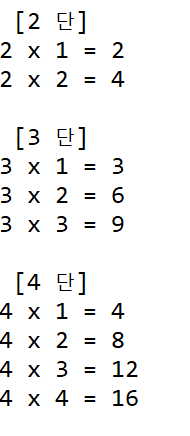 [2 단]
2 x 1 = 2
2 x 2 = 4
[3 단]
3 x 1 = 3
3 x 2 = 6
3 x 3 = 9
[4 단]
4 x 1 = 4
4 x 2 = 8
4 x 3 = 12
4 x 4 = 16